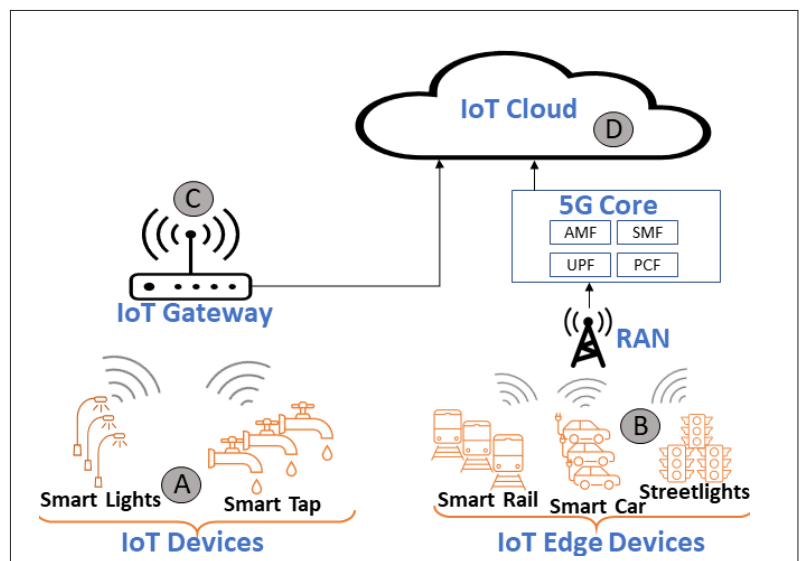 IoT Cloud
D
C
5G Core
AMF
SMF
UPF
PCF
IoT Gateway
RAN
B
A
Smart Lights
Smart Tap
Smart Rail
Smart Car
Streetlights
IoT Devices
IoT Edge Devices